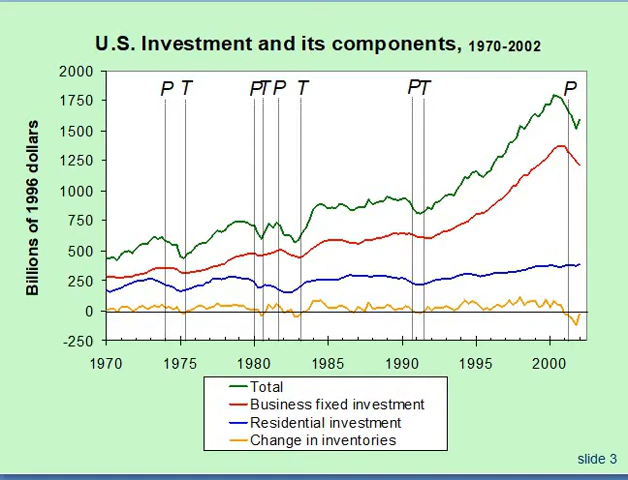 U.S. Investment and its components, 1970-2002
Billions of 1996 dollars
2000
1750
1500
1250
1000
750
500
250
0
-250
P T PT P T PT P
1970 1975 1980 1985 1990 1995 2000
Total
Business fixed investment
Residential investment
Change in inventories
slide 3